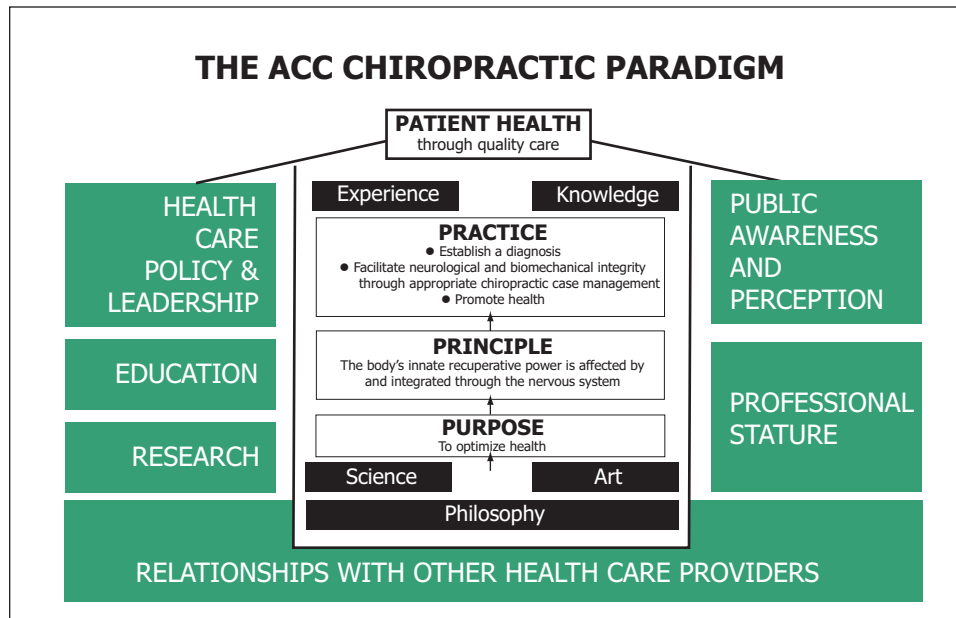 THE ACC CHIROPRACTIC PARADIGM
PATIENT HEALTH
through quality care
HEALTH
CARE
POLICY &
LEADERSHIP
EDUCATION
RESEARCH
Experience
Knowledge
PRACTICE
● Establish a diagnosis
● Facilitate neurological and biomechanical integrity
through appropriate chiropractic case management
● Promote health
PRINCIPLE
The body’s innate recuperative power is affected by
and integrated through the nervous system
PURPOSE
To optimize health
Science
Art
Philosophy
PUBLIC
AWARENESS
AND
PERCEPTION
PROFESSIONAL
STATURE
RELATIONSHIPS WITH OTHER HEALTH CARE PROVIDERS